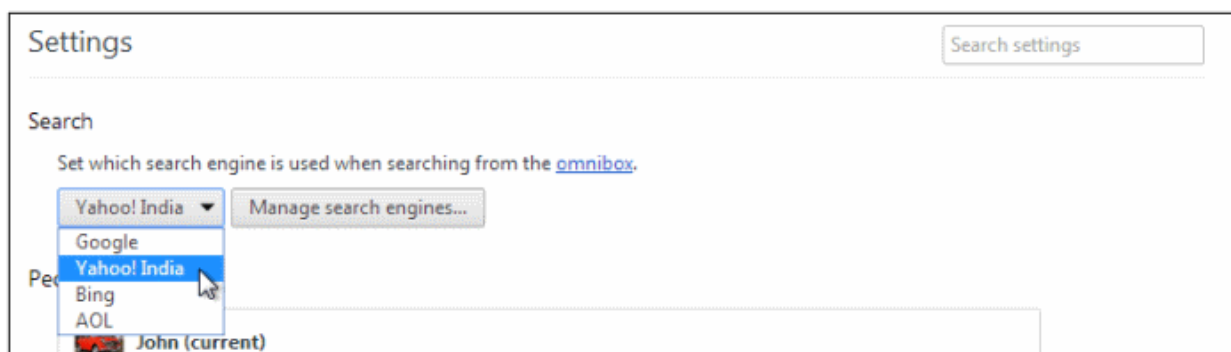 Settings
Search settings
Search
Set which search engine is used when searching from the omnibox.
Yahoo! India
Manage search engines...
Google
Yahoo! India
Bing
AOL
John (current)